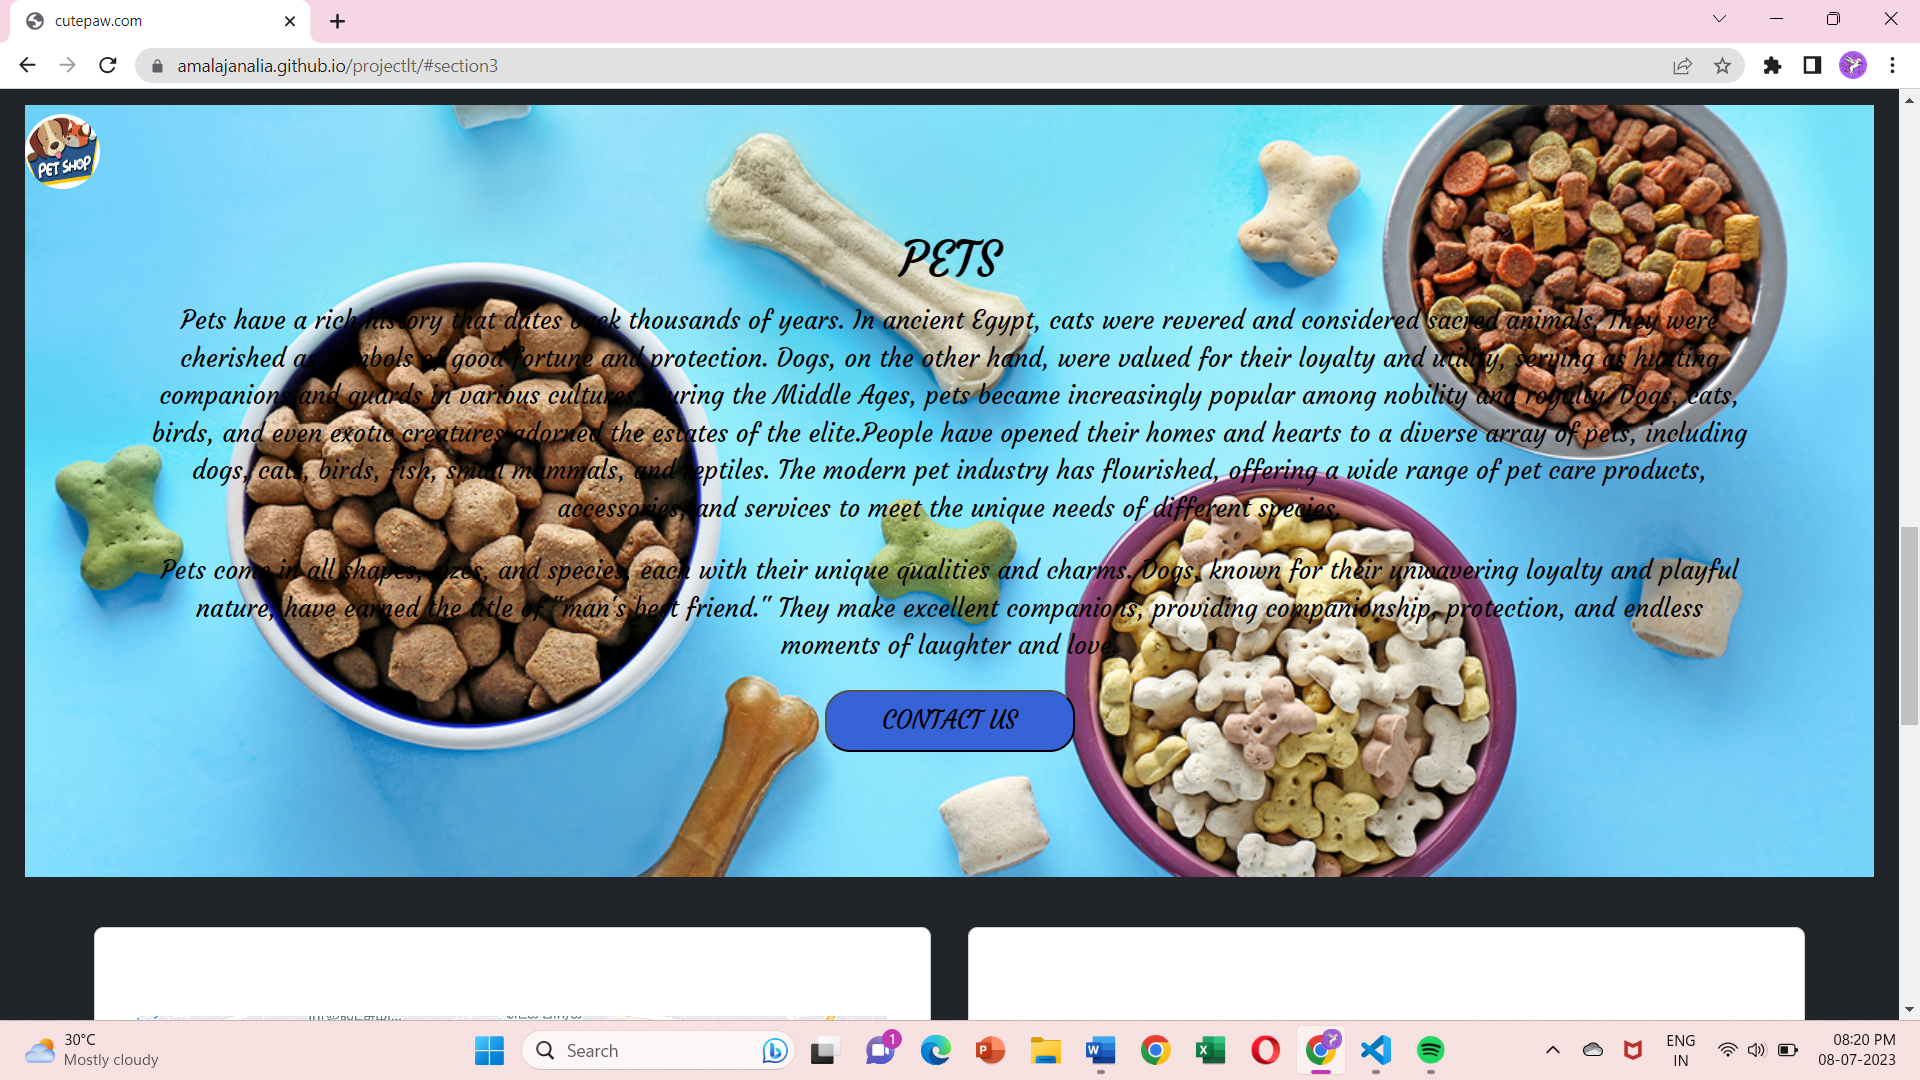 cutepaw.com
amalajanalia.github.io/projectlt/#section3
PET SHOP
PETS
Pets have a rich history that dates back thousands of years. In ancient Egypt, cats were revered and considered sacred animals. They were
cherished as symbols of good fortune and protection. Dogs, on the other hand, were valued for their loyalty and utility, serving as hunting
companions and guards in various cultures. During the Middle Ages, pets became increasingly popular among nobility and royalty. Dogs, cats,
birds, and even exotic creatures adorned the estates of the elite.People have opened their homes and hearts to a diverse array of pets, including
dogs, cats, birds, fish, small mammals, and reptiles. The modern pet industry has flourished, offering a wide range of pet care products,
accessories, and services to meet the unique needs of different species.
Pets come in all shapes, sizes, and species, each with their unique qualities and charms. Dogs, known for their unwavering loyalty and playful
nature, have earned the title of "man's best friend." They make excellent companions, providing companionship, protection, and endless
moments of laughter and love.
CONTACT US
30°C
Mostly cloudy
Search
1
ENG
IN
08:20 PM
08-07-2023